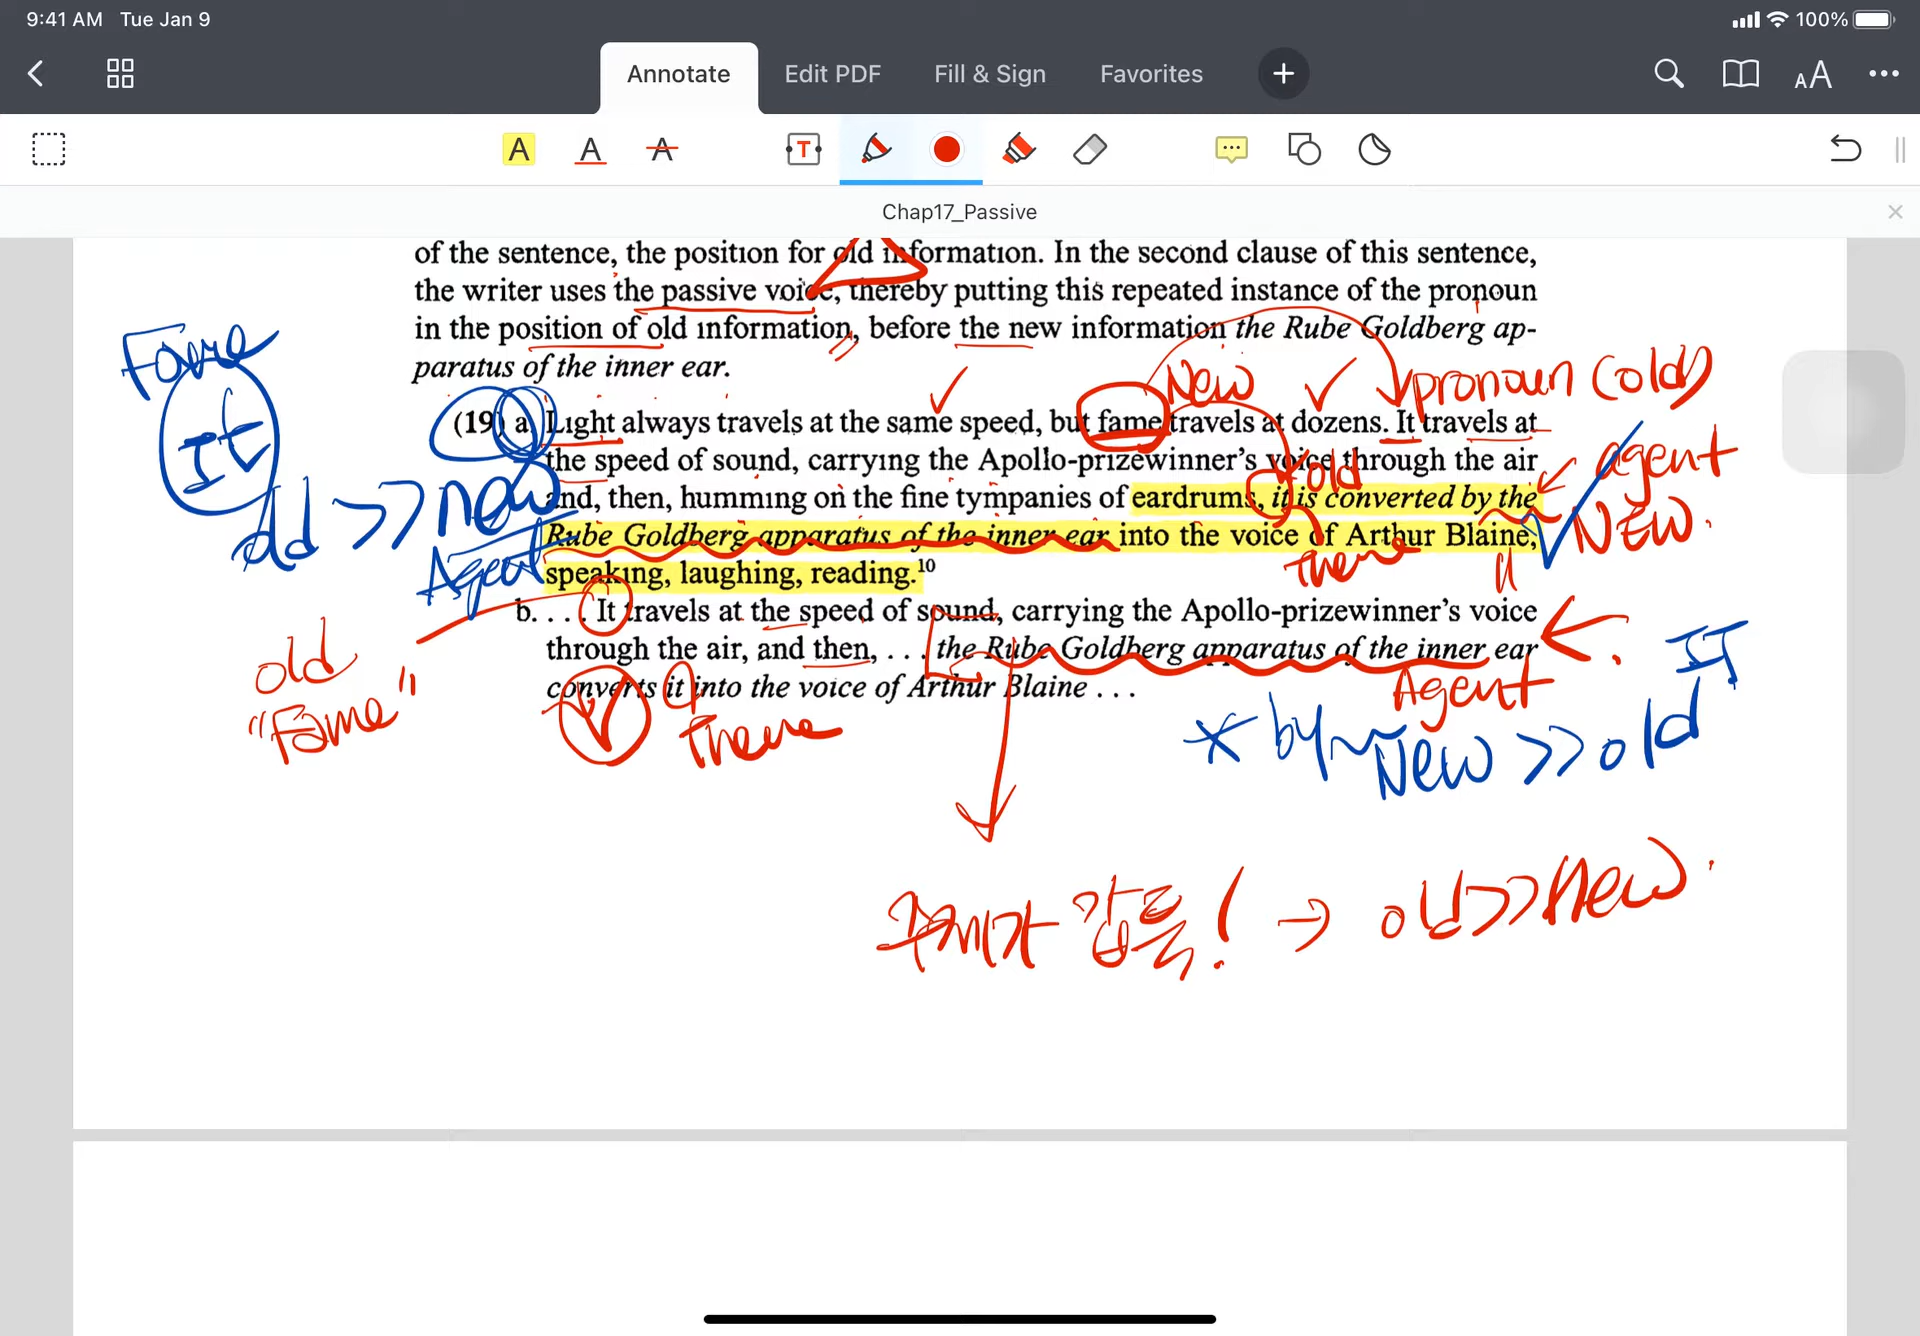 9:41 AM Tue Jan 9
100%
Annotate
Edit PDF
Fill & Sign
Favorites
Chap17_Passive
of the sentence, the position for old information. In the second clause of this sentence,
the writer uses the passive voice, thereby putting this repeated instance of the pronoun
in the position of old information, before the new information the Rube Goldberg ap-
paratus of the inner ear.
Fame
It
New
pronoun (old)
(19) a. Light always travels at the same speed, but fame travels at dozens. It travels at
the speed of sound, carrying the Apollo-prizewinner's voice through the air
and, then, humming on the fine tympanies of eardrums, it is converted by the
Rube Goldberg apparatus of the inner ear into the voice of Arthur Blaine,
speaking, laughing, reading.10
old
agent
NEW.
old >> new
Agent
Theme
b. . . . It travels at the speed of sound, carrying the Apollo-prizewinner's voice
through the air, and then, . . . the Rube Goldberg apparatus of the inner ear
converts it into the voice of Arthur Blaine . . .
old
"Fame"
Theme
Agent
IT
* by~
New >> old
주제가 갑툭! → old >> New.